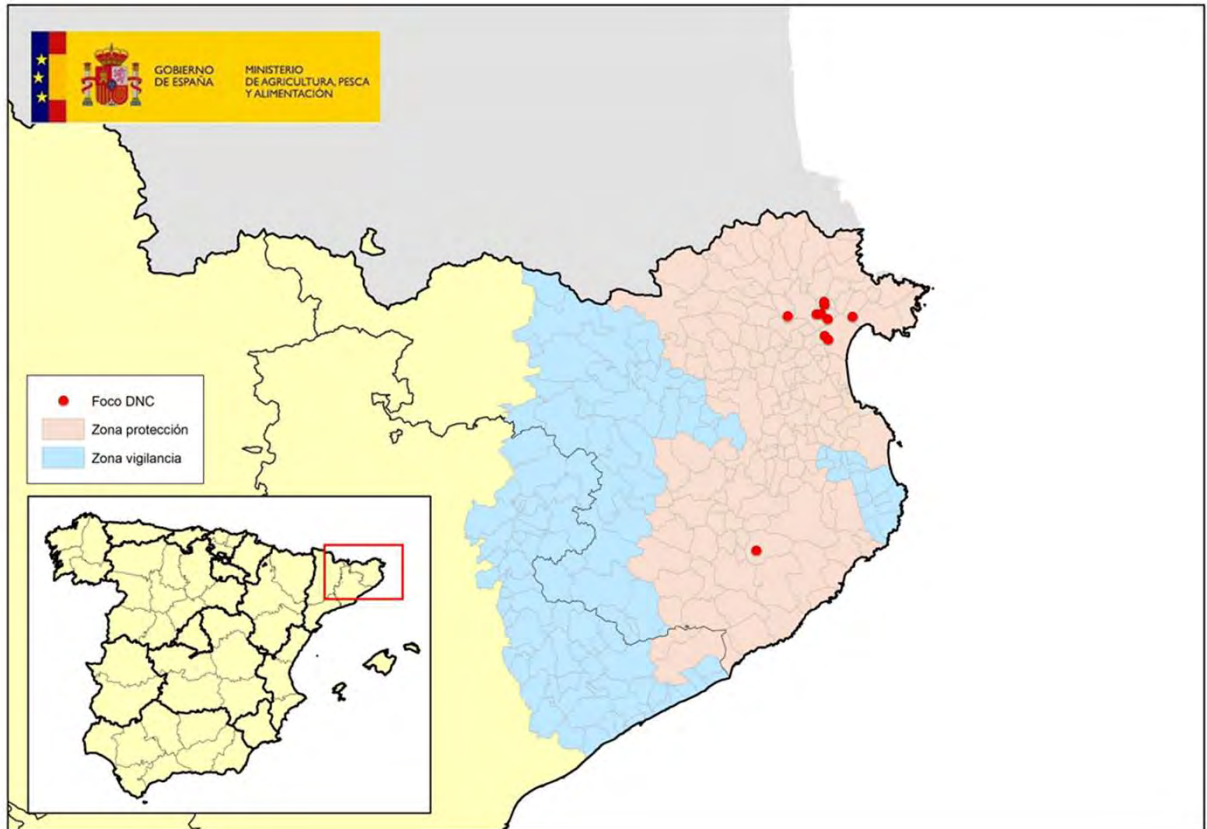 GOBIERNO
DE ESPAÑA
MINISTERIO
DE AGRICULTURA, PESCA
Y ALIMENTACIÓN
Foco DNC
Zona protección
Zona vigilancia